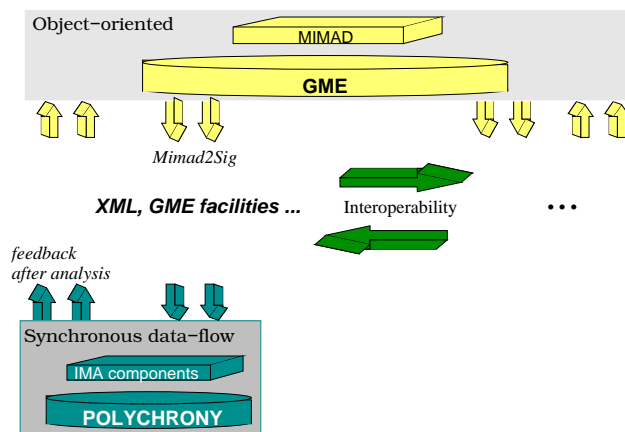 Object-oriented
MIMAD
GME
Mimad2Sig
XML, GME facilities ...
Interoperability
...
feedback
after analysis
Synchronous data-flow
IMA components
POLYCHRONY